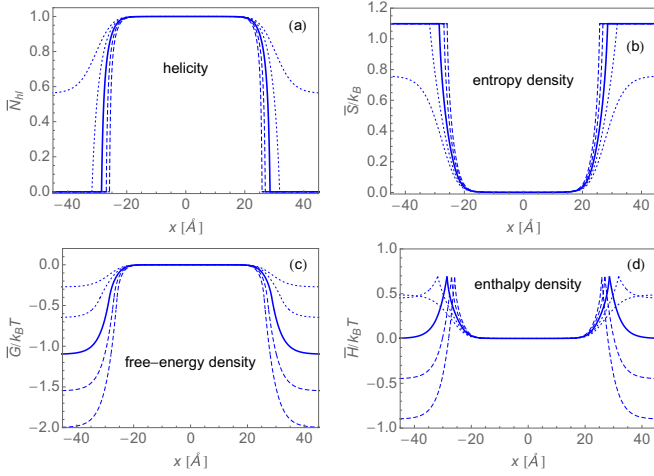 (a)
helicity
N̅hl
1.0
0.8
0.6
0.4
0.2
0.0
−40 −20 0 20 40
x [Å]
(b)
entropy density
S̅/kB
1.2
1.0
0.8
0.6
0.4
0.2
0.0
−40 −20 0 20 40
x [Å]
(c)
free−energy density
G̅/kBT
0.0
−0.5
−1.0
−1.5
−2.0
−40 −20 0 20 40
x [Å]
(d)
enthalpy density
H̅/kBT
1.0
0.5
0.0
−0.5
−1.0
−40 −20 0 20 40
x [Å]